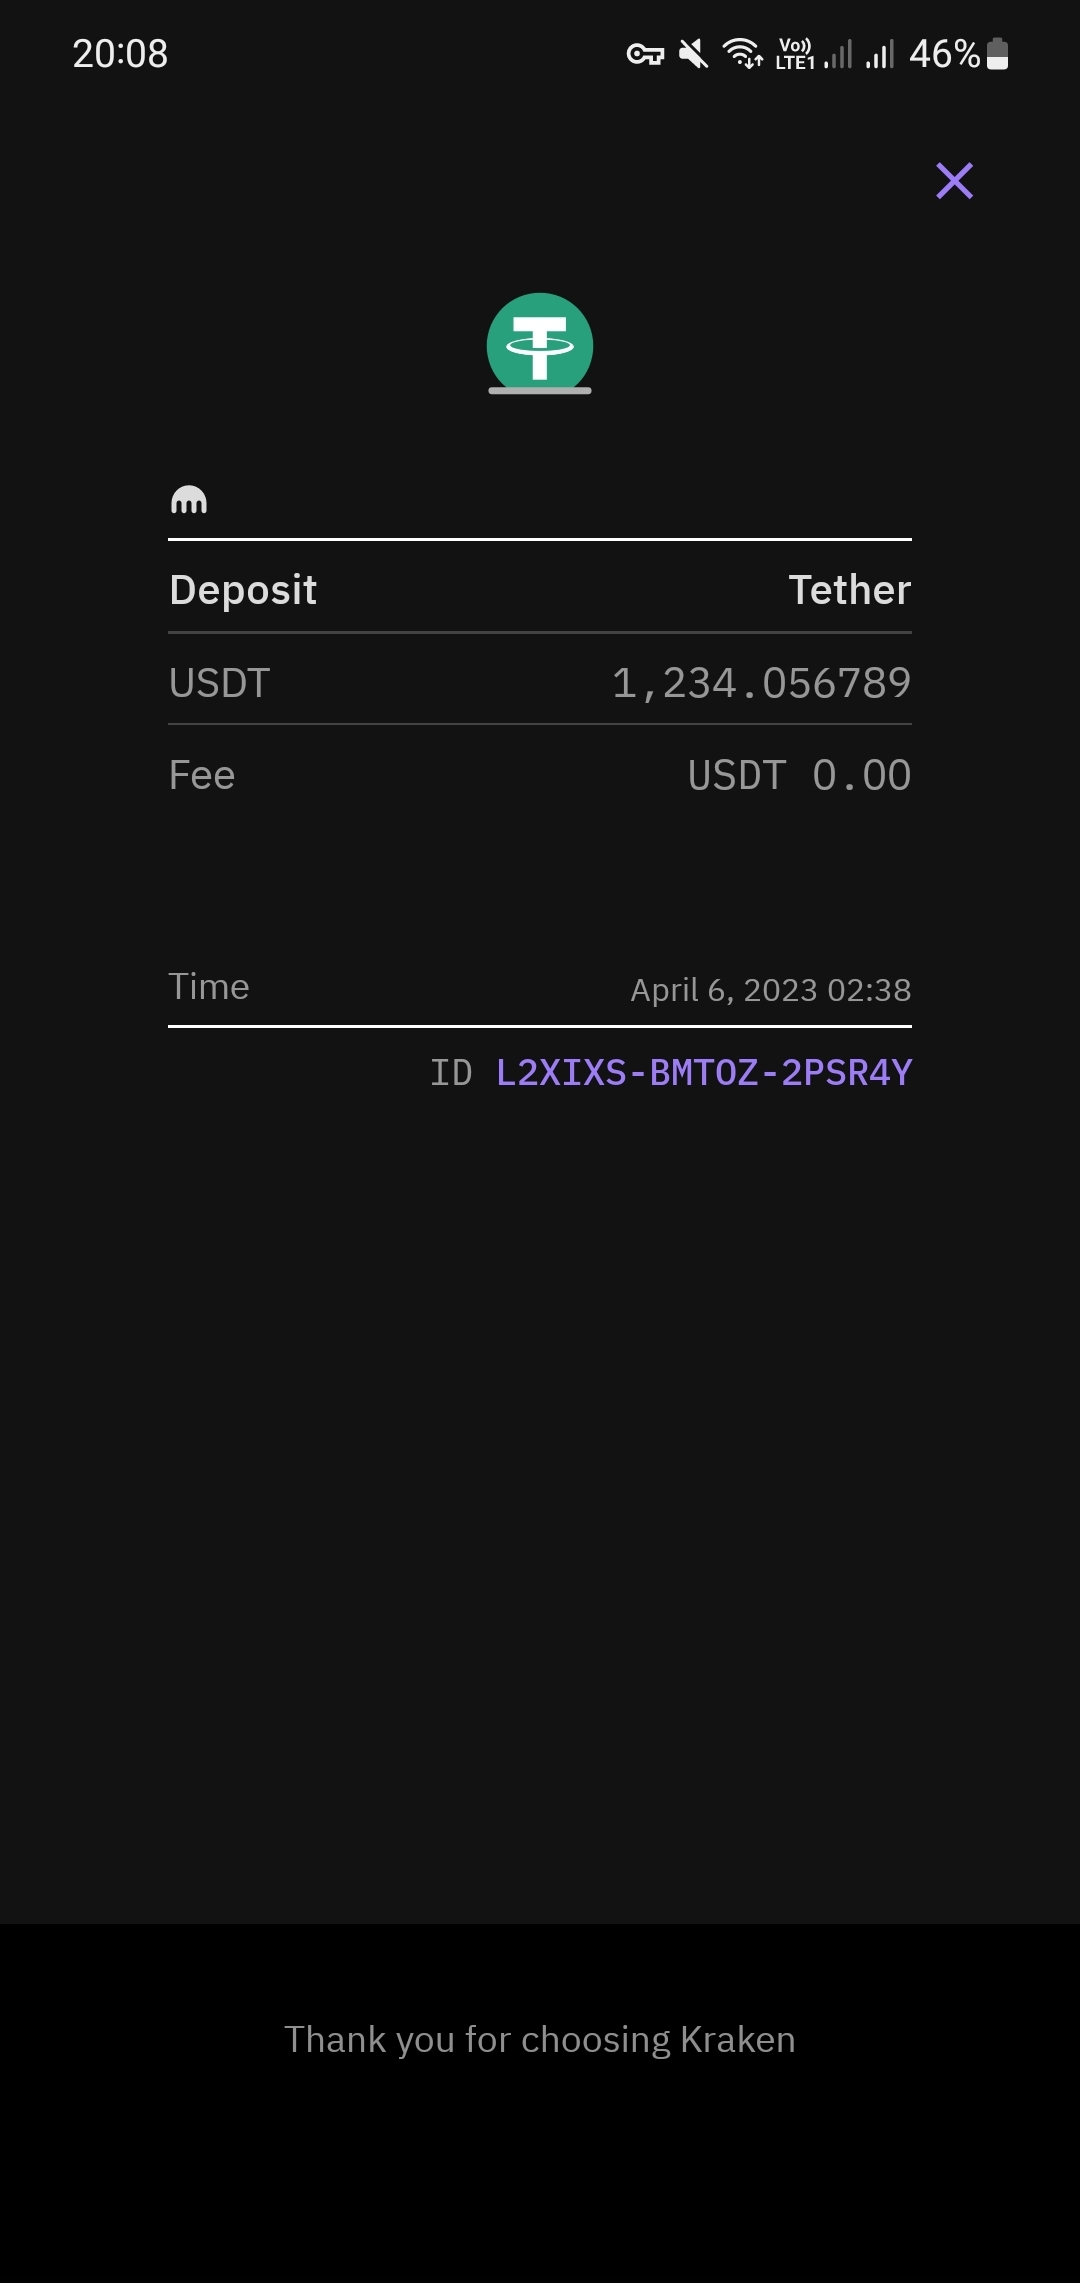 20:08 Vo)) LTE1 46%
Deposit Tether
USDT 1,234.056789
Fee USDT 0.00
Time April 6, 2023 02:38
ID L2XIXS-BMTOZ-2PSR4Y
Thank you for choosing Kraken